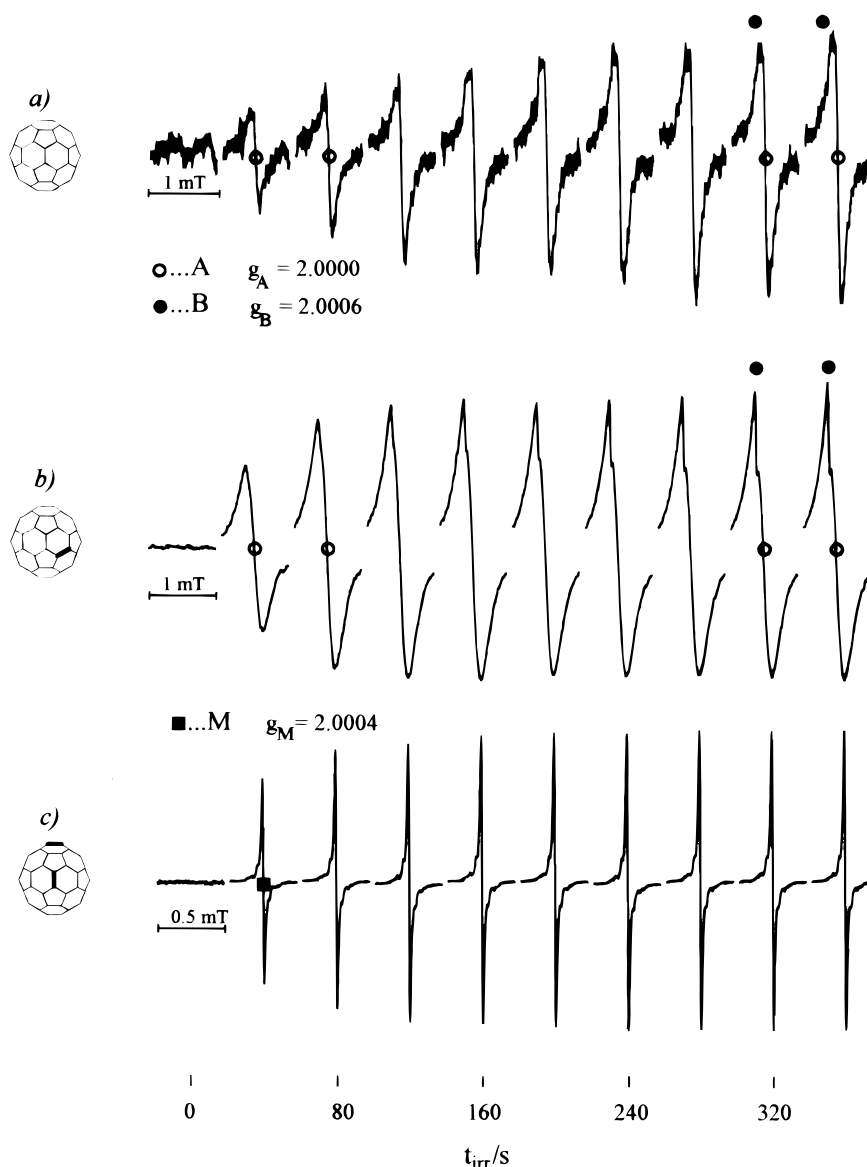 a)
1 mT
○...A g_A = 2.0000
●...B g_B = 2.0006
b)
1 mT
■...M g_M = 2.0004
c)
0.5 mT
0 80 160 240 320
t_irr/s